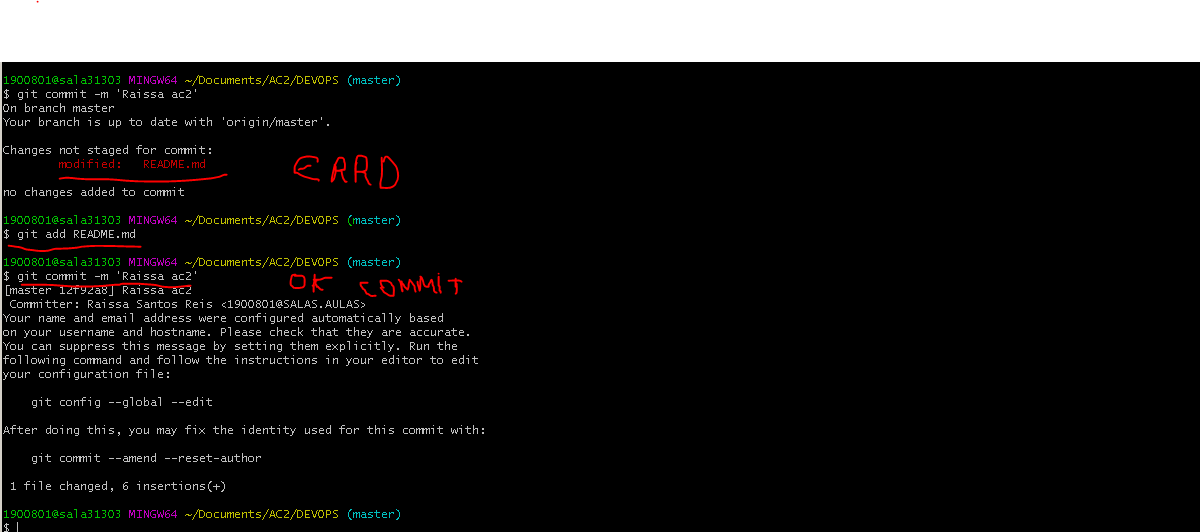 1900801@sala31303 MINGW64 ~/Documents/AC2/DEVOPS (master)
$ git commit -m 'Raissa ac2'
On branch master
Your branch is up to date with 'origin/master'.
Changes not staged for commit:
modified:   README.md
ERRO
no changes added to commit
1900801@sala31303 MINGW64 ~/Documents/AC2/DEVOPS (master)
$ git add README.md
1900801@sala31303 MINGW64 ~/Documents/AC2/DEVOPS (master)
$ git commit -m 'Raissa ac2'
OK COMMIT
[master 12f92a8] Raissa ac2
Committer: Raissa Santos Reis <1900801@SALAS.AULAS>
Your name and email address were configured automatically based
on your username and hostname. Please check that they are accurate.
You can suppress this message by setting them explicitly. Run the
following command and follow the instructions in your editor to edit
your configuration file:
git config --global --edit
After doing this, you may fix the identity used for this commit with:
git commit --amend --reset-author
1 file changed, 6 insertions(+)
1900801@sala31303 MINGW64 ~/Documents/AC2/DEVOPS (master)
$